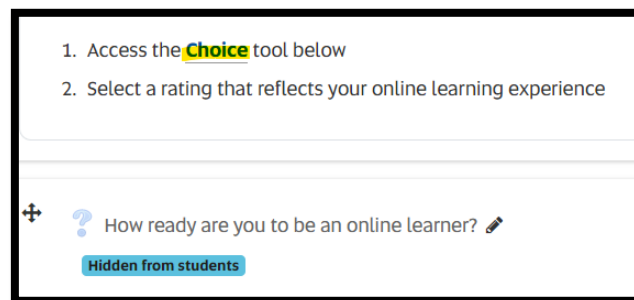 1. Access the Choice tool below
2. Select a rating that reflects your online learning experience
How ready are you to be an online learner?
Hidden from students